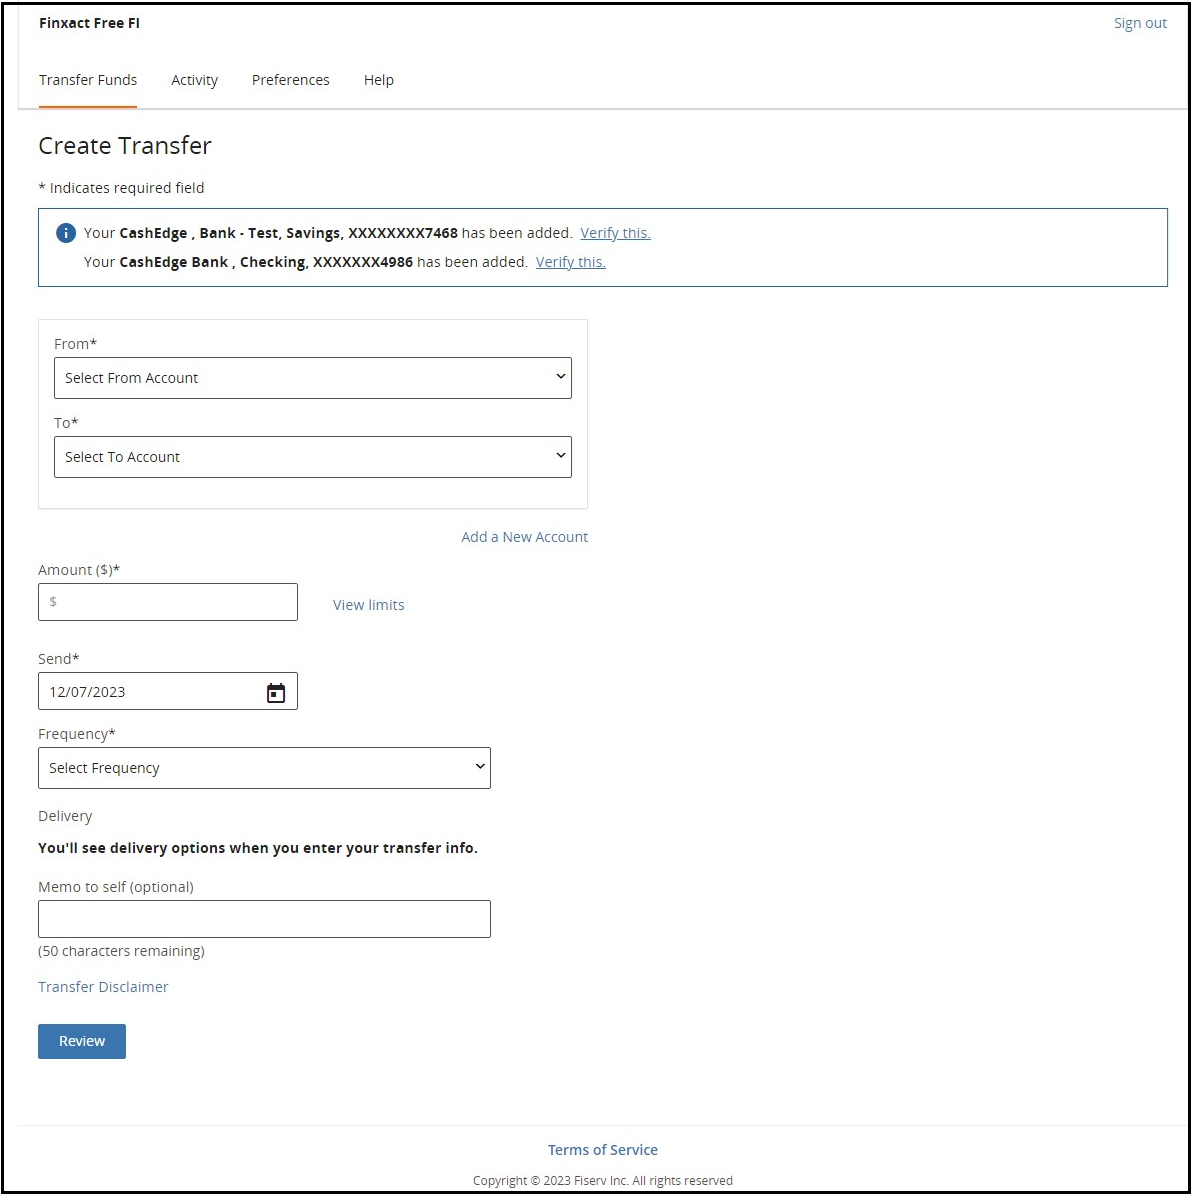 Finxact Free FI
Sign out
Transfer Funds Activity Preferences Help
Create Transfer
* Indicates required field
Your CashEdge , Bank - Test, Savings, XXXXXXXX7468 has been added. Verify this.
Your CashEdge Bank , Checking, XXXXXXX4986 has been added. Verify this.
From*
Select From Account
To*
Select To Account
Add a New Account
Amount ($)*
$
View limits
Send*
12/07/2023
Frequency*
Select Frequency
Delivery
You'll see delivery options when you enter your transfer info.
Memo to self (optional)
(50 characters remaining)
Transfer Disclaimer
Review
Terms of Service
Copyright © 2023 Fiserv Inc. All rights reserved